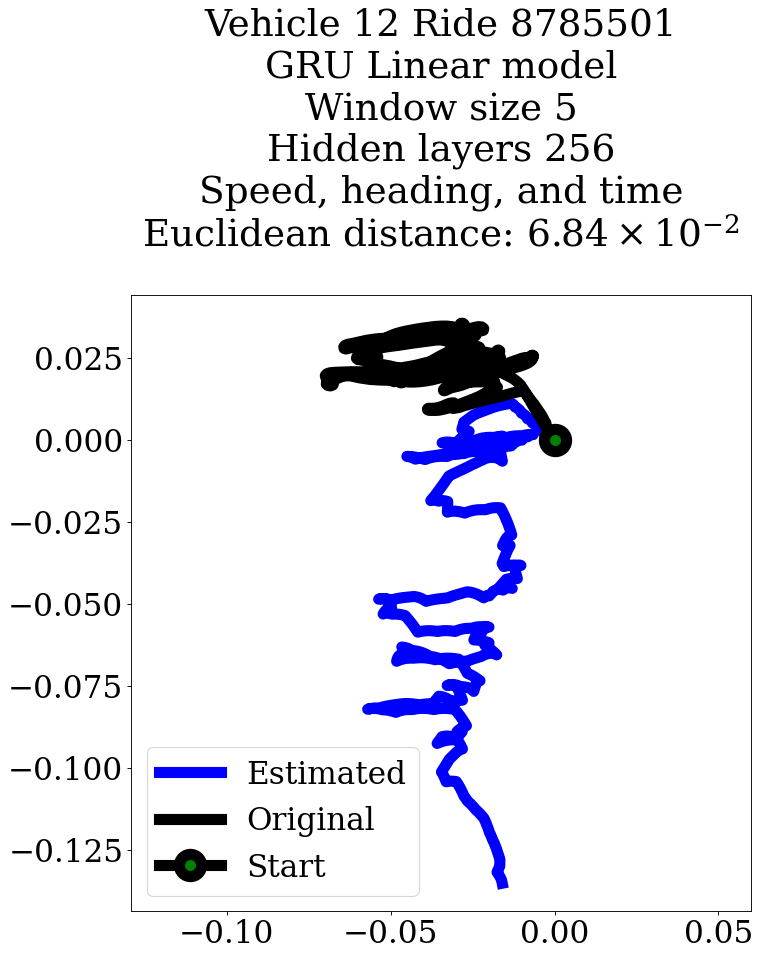 Vehicle 12 Ride 8785501
GRU Linear model
Window size 5
Hidden layers 256
Speed, heading, and time
Euclidean distance: 6.84 × 10⁻²
0.025
0.000
−0.025
−0.050
−0.075
−0.100
−0.125
Estimated
Original
Start
−0.10 −0.05 0.00 0.05